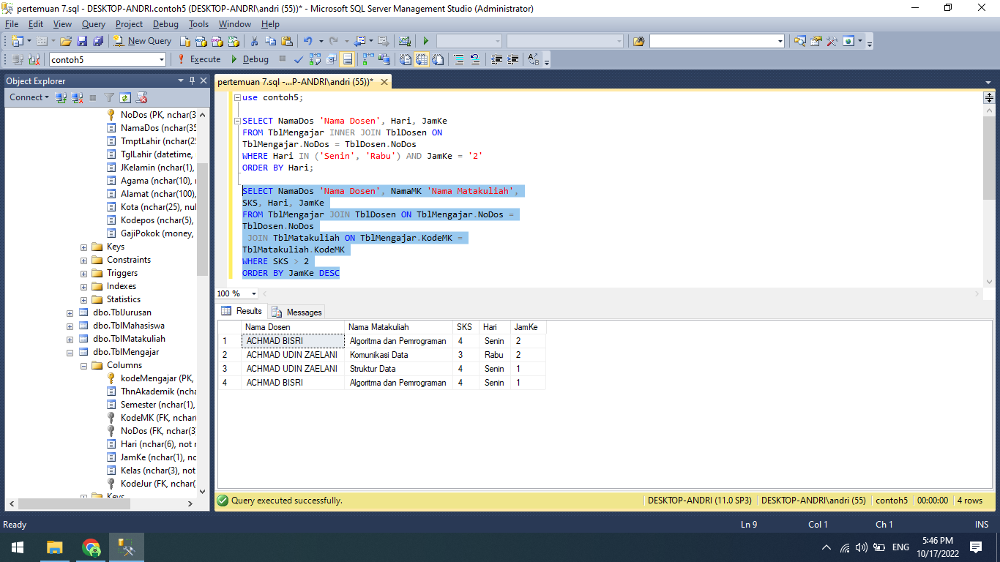 pertemuan 7.sql - DESKTOP-ANDRI.contoh5 (DESKTOP-ANDRI\andri (55))* - Microsoft SQL Server Management Studio (Administrator)
File Edit View Query Project Debug Tools Window Help
New Query
contoh5 Execute Debug
Object Explorer
Connect
NoDos (PK, nchar(3
NamaDos (nchar(35
TmptLahir (nchar(25
TglLahir (datetime,
JKelamin (nchar(1),
Agama (nchar(10), n
Alamat (nchar(100),
Kota (nchar(25), nul
Kodepos (nchar(5),
GajiPokok (money,
Keys
Constraints
Triggers
Indexes
Statistics
dbo.TblJurusan
dbo.TblMahasiswa
dbo.TblMatakuliah
dbo.TblMengajar
Columns
kodeMengajar (PK,
ThnAkademik (ncha
Semester (nchar(1),
KodeMK (FK, nchar(
NoDos (FK, nchar(3)
Hari (nchar(6), not n
JamKe (nchar(1), nc
Kelas (nchar(3), not
KodeJur (FK, nchar(
Keys
pertemuan 7.sql -...P-ANDRI\andri (55))*
use contoh5;
SELECT NamaDos 'Nama Dosen', Hari, JamKe
FROM TblMengajar INNER JOIN TblDosen ON
TblMengajar.NoDos = TblDosen.NoDos
WHERE Hari IN ('Senin', 'Rabu') AND JamKe = '2'
ORDER BY Hari;
SELECT NamaDos 'Nama Dosen', NamaMK 'Nama Matakuliah',
SKS, Hari, JamKe
FROM TblMengajar JOIN TblDosen ON TblMengajar.NoDos =
TblDosen.NoDos
JOIN TblMatakuliah ON TblMengajar.KodeMK =
TblMatakuliah.KodeMK
WHERE SKS > 2
ORDER BY JamKe DESC
100 %
Results Messages
Nama Dosen Nama Matakuliah SKS Hari JamKe
1 ACHMAD BISRI Algoritma dan Pemrograman 4 Senin 2
2 ACHMAD UDIN ZAELANI Komunikasi Data 3 Rabu 2
3 ACHMAD UDIN ZAELANI Struktur Data 4 Senin 1
4 ACHMAD BISRI Algoritma dan Pemrograman 4 Senin 1
Query executed successfully. DESKTOP-ANDRI (11.0 SP3) DESKTOP-ANDRI\andri (55) contoh5 00:00:00 4 rows
Ready Ln 9 Col 1 Ch 1 INS
ENG 5:46 PM
10/17/2022